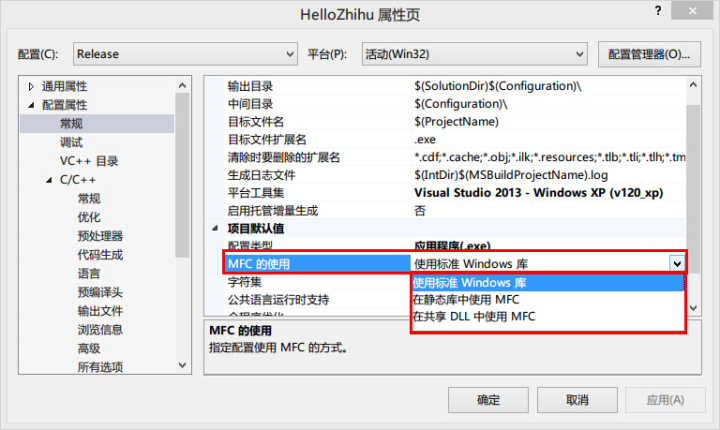 HelloZhihu 属性页
配置(C): Release 平台(P): 活动(Win32) 配置管理器(O)...
通用属性
配置属性
常规
调试
VC++ 目录
C/C++
常规
优化
预处理器
代码生成
语言
预编译头
输出文件
浏览信息
高级
所有选项
输出目录 $(SolutionDir)$(Configuration)\
中间目录 $(Configuration)\
目标文件名 $(ProjectName)
目标文件扩展名 .exe
清除时要删除的扩展名 *.cdf;*.cache;*.obj;*.ilk;*.resources;*.tlb;*.tli;*.tlh;*.tm
生成日志文件 $(IntDir)$(MSBuildProjectName).log
平台工具集 Visual Studio 2013 - Windows XP (v120_xp)
启用托管增量生成 否
项目默认值
配置类型 应用程序(.exe)
MFC 的使用 使用标准 Windows 库
字符集 使用标准 Windows 库
公共语言运行时支持 在静态库中使用 MFC
在共享 DLL 中使用 MFC
MFC 的使用
指定配置使用 MFC 的方式。
确定 取消 应用(A)